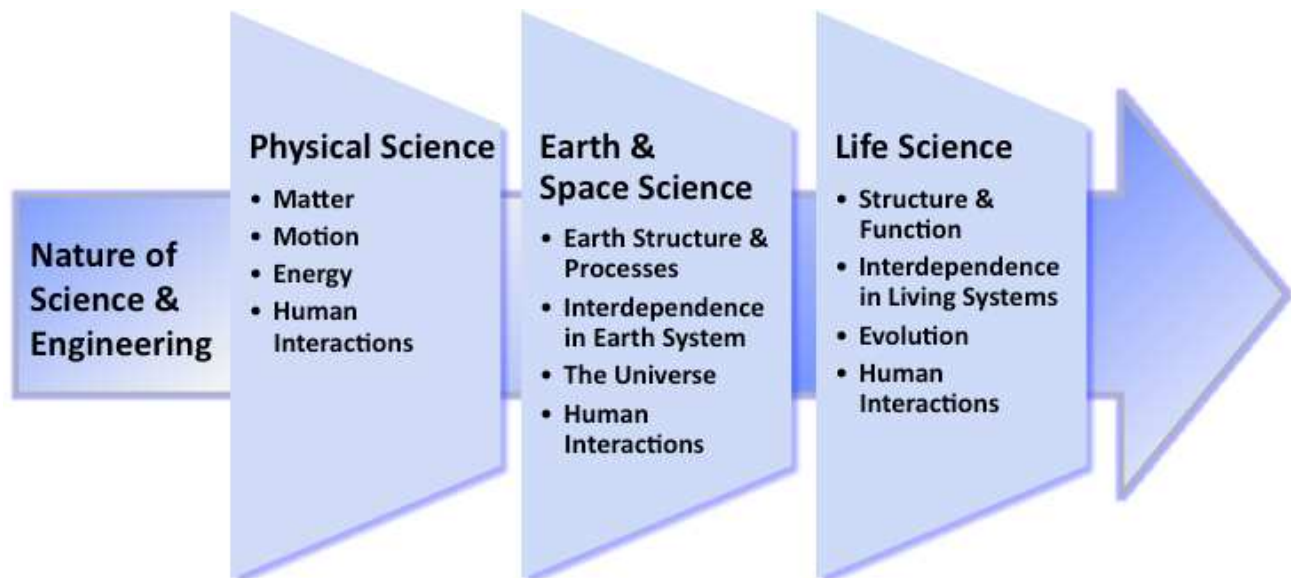 Nature of
Science &
Engineering
Physical Science
• Matter
• Motion
• Energy
• Human
Interactions
Earth &
Space Science
• Earth Structure &
Processes
• Interdependence
in Earth System
• The Universe
• Human
Interactions
Life Science
• Structure &
Function
• Interdependence
in Living Systems
• Evolution
• Human
Interactions